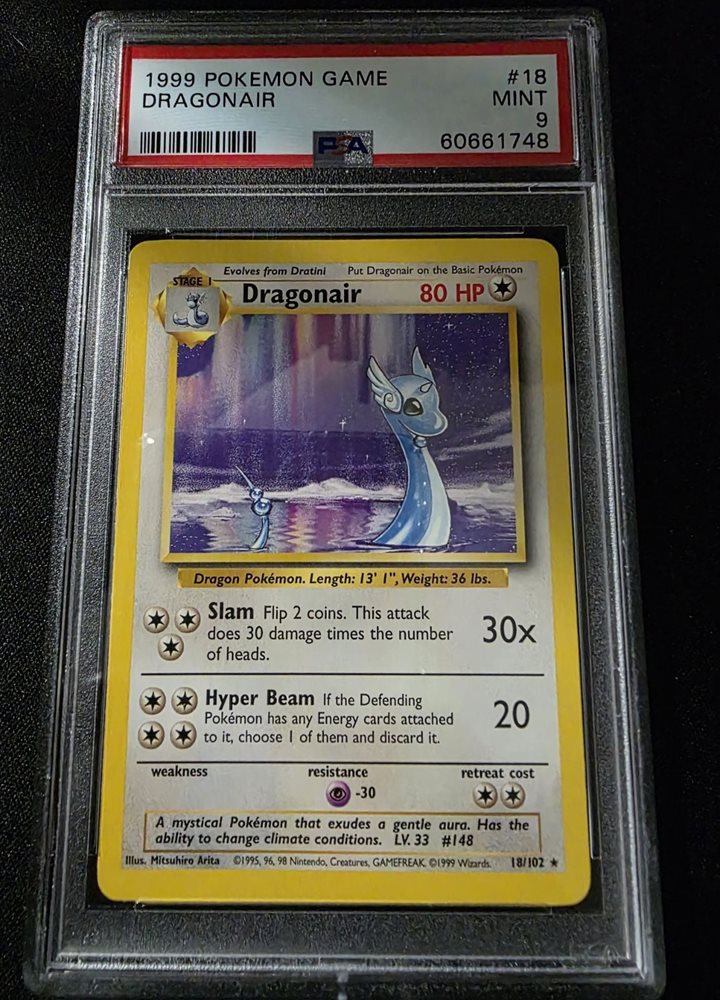 1999 POKEMON GAME #18
DRAGONAIR MINT
9
PSA 60661748
Evolves from Dratini Put Dragonair on the Basic Pokémon
STAGE 1
Dragonair 80 HP
Dragon Pokémon. Length: 13' 1", Weight: 36 lbs.
Slam Flip 2 coins. This attack
does 30 damage times the number
of heads.
30x
Hyper Beam If the Defending
Pokémon has any Energy cards attached
to it, choose 1 of them and discard it.
20
weakness resistance retreat cost
-30
A mystical Pokémon that exudes a gentle aura. Has the
ability to change climate conditions. LV. 33 #148
Illus. Mitsuhiro Arita ©1995, 96, 98 Nintendo, Creatures, GAMEFREAK. ©1999 Wizards. 18/102 ★